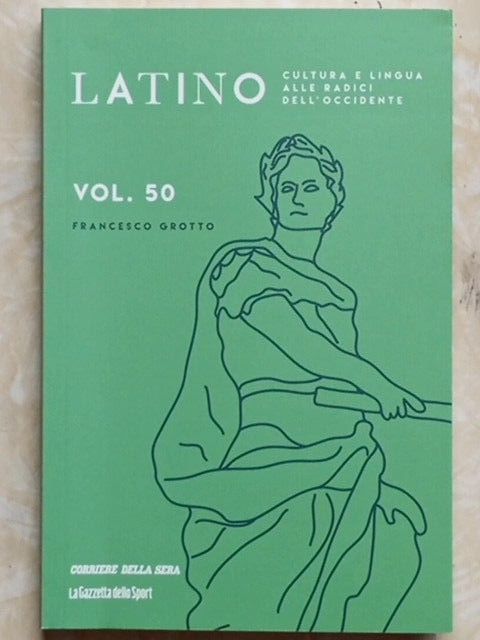 LATINO
CULTURA E LINGUA
ALLE RADICI
DELL'OCCIDENTE
VOL. 50
FRANCESCO GROTTO
CORRIERE DELLA SERA
La Gazzetta dello Sport